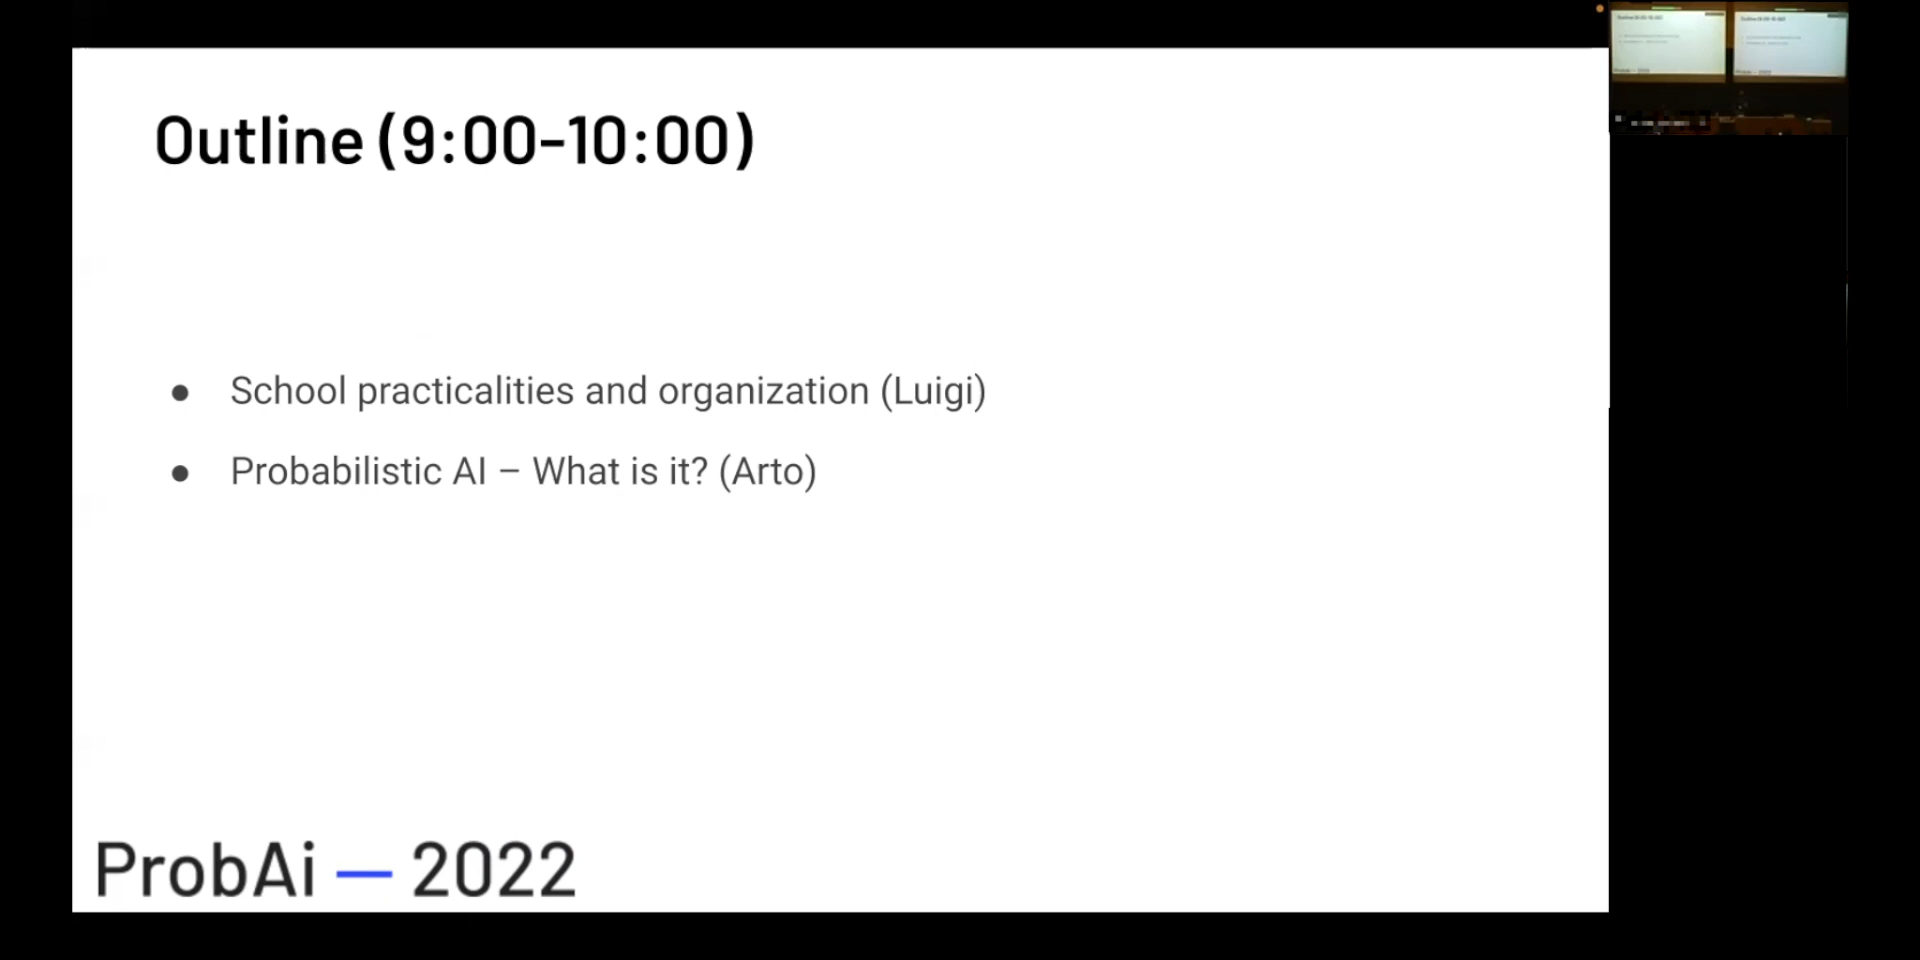 Outline (9:00-10:00)
● School practicalities and organization (Luigi)
● Probabilistic AI – What is it? (Arto)
ProbAi — 2022